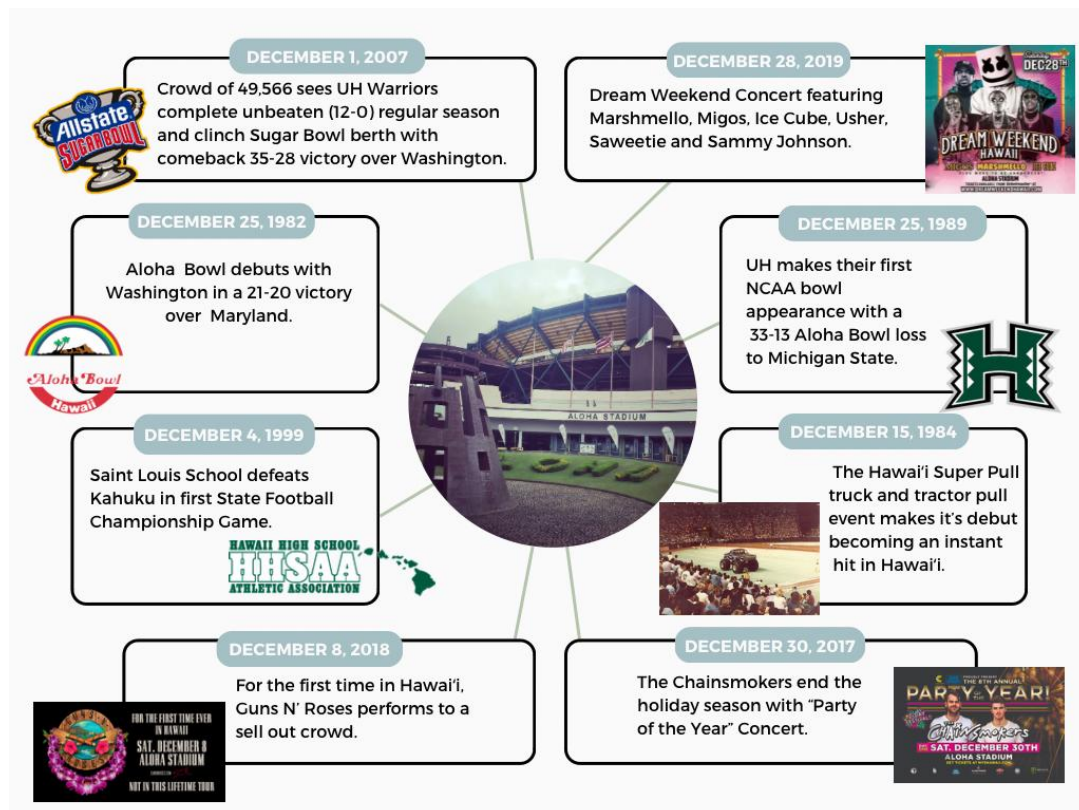 DECEMBER 1, 2007
Crowd of 49,566 sees UH Warriors
complete unbeaten (12-0) regular season
and clinch Sugar Bowl berth with
comeback 35-28 victory over Washington.
Allstate
SUGAR BOWL
DECEMBER 28, 2019
Dream Weekend Concert featuring
Marshmello, Migos, Ice Cube, Usher,
Saweetie and Sammy Johnson.
DEC28TH
DREAM WEEKEND
HAWAII
MARSHMELLO
ALOHA STADIUM
DECEMBER 25, 1982
Aloha Bowl debuts with
Washington in a 21-20 victory
over Maryland.
Aloha Bowl
Hawaii
DECEMBER 25, 1989
UH makes their first
NCAA bowl
appearance with a
33-13 Aloha Bowl loss
to Michigan State.
H
ALOHA STADIUM
DECEMBER 4, 1999
Saint Louis School defeats
Kahuku in first State Football
Championship Game.
HAWAII HIGH SCHOOL
HHSAA
ATHLETIC ASSOCIATION
DECEMBER 15, 1984
The Hawai‘i Super Pull
truck and tractor pull
event makes it’s debut
becoming an instant
hit in Hawai‘i.
DECEMBER 8, 2018
For the first time in Hawai‘i,
Guns N’ Roses performs to a
sell out crowd.
FOR THE FIRST TIME EVER
IN HAWAII
SAT. DECEMBER 8
ALOHA STADIUM
NOT IN THIS LIFETIME TOUR
DECEMBER 30, 2017
The Chainsmokers end the
holiday season with “Party
of the Year” Concert.
THE 8TH ANNUAL
PARTY OF THE YEAR!
THE CHAINSMOKERS
SAT. DECEMBER 30TH
ALOHA STADIUM